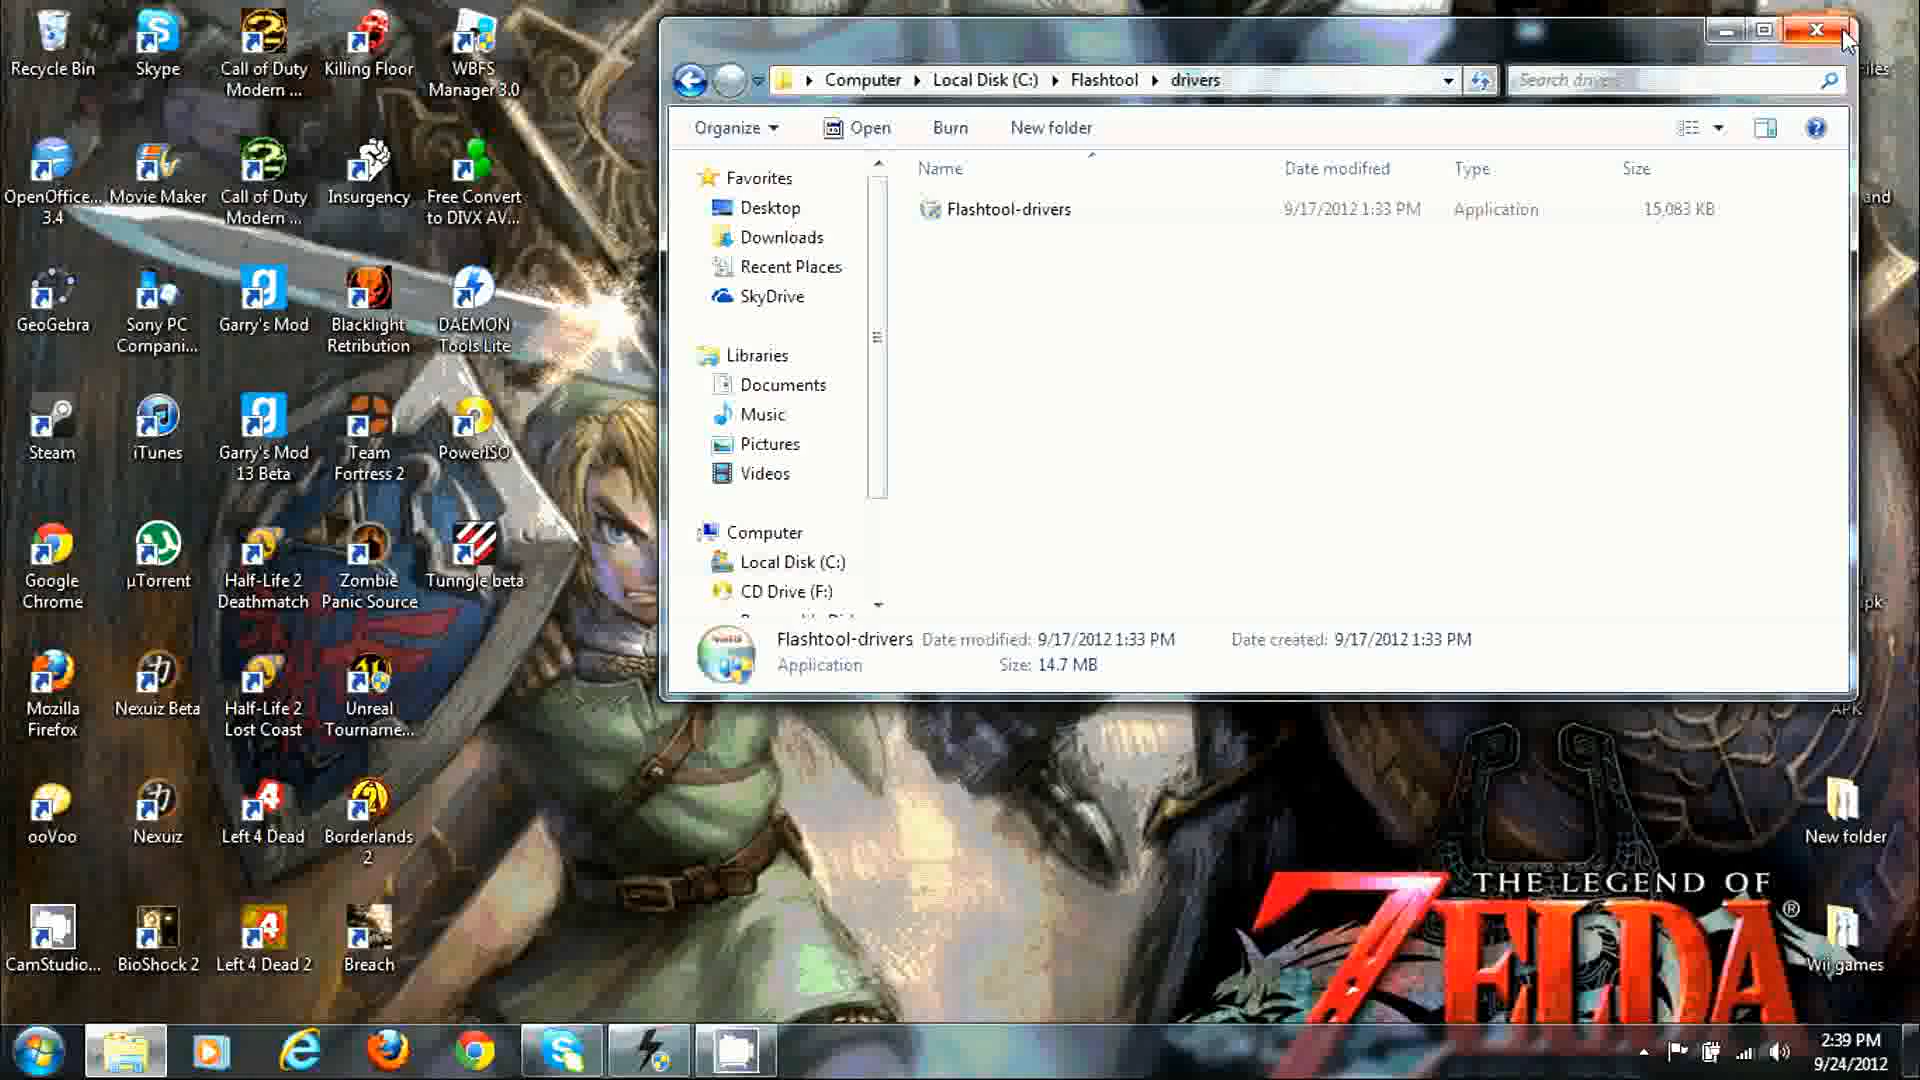 Recycle Bin
Skype
Call of Duty
Modern ...
Killing Floor
WBFS
Manager 3.0
OpenOffice...
3.4
Movie Maker
Call of Duty
Modern ...
Insurgency
Free Convert
to DIVX AV...
GeoGebra
Sony PC
Compani...
Garry's Mod
Blacklight
Retribution
DAEMON
Tools Lite
Steam
iTunes
Garry's Mod
13 Beta
Team
Fortress 2
PowerISO
Google
Chrome
µTorrent
Half-Life 2
Deathmatch
Zombie
Panic Source
Tunngle beta
Mozilla
Firefox
Nexuiz Beta
Half-Life 2
Lost Coast
Unreal
Tourname...
ooVoo
Nexuiz
Left 4 Dead
Borderlands
2
CamStudio...
BioShock 2
Left 4 Dead 2
Breach
Computer
Local Disk (C:)
Flashtool
drivers
Search drivers
Organize
Open
Burn
New folder
Name
Date modified
Type
Size
Flashtool-drivers
9/17/2012 1:33 PM
Application
15,083 KB
Favorites
Desktop
Downloads
Recent Places
SkyDrive
Libraries
Documents
Music
Pictures
Videos
Computer
Local Disk (C:)
CD Drive (F:)
Flashtool-drivers
Date modified: 9/17/2012 1:33 PM
Date created: 9/17/2012 1:33 PM
Application
Size: 14.7 MB
APK
New folder
Wii games
THE LEGEND OF
ZELDA®
2:39 PM
9/24/2012